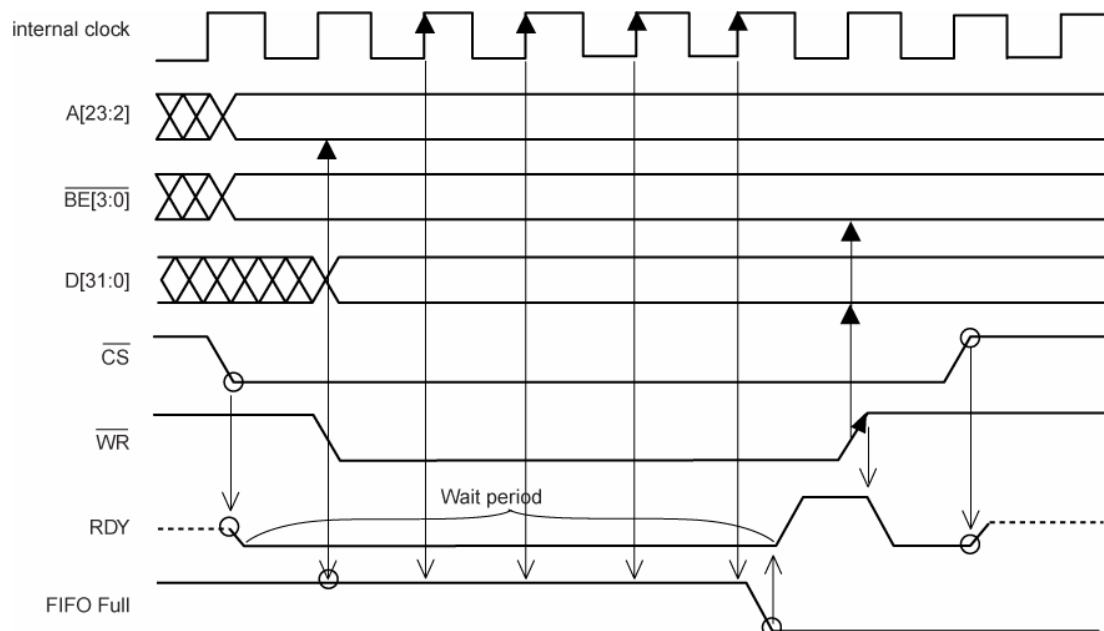 internal clock
A[23:2]
BE[3:0]
D[31:0]
CS
WR
Wait period
RDY
FIFO Full